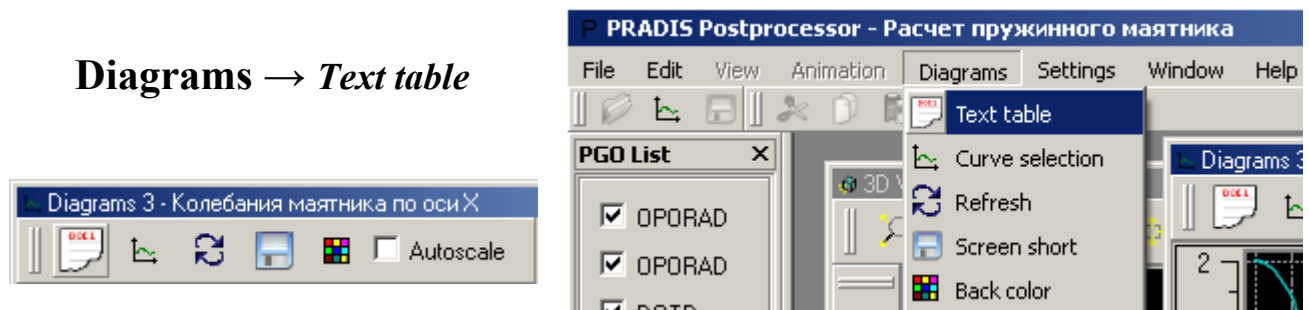 Diagrams → Text table
Diagrams 3 - Колебания маятника по оси X
Autoscale
PRADIS Postprocessor - Расчет пружинного маятника
File Edit View Animation Diagrams Settings Window Help
Text table
Curve selection
Refresh
Screen short
Back color
PGO List
OPORAD
OPORAD
3D
Diagrams 3
2